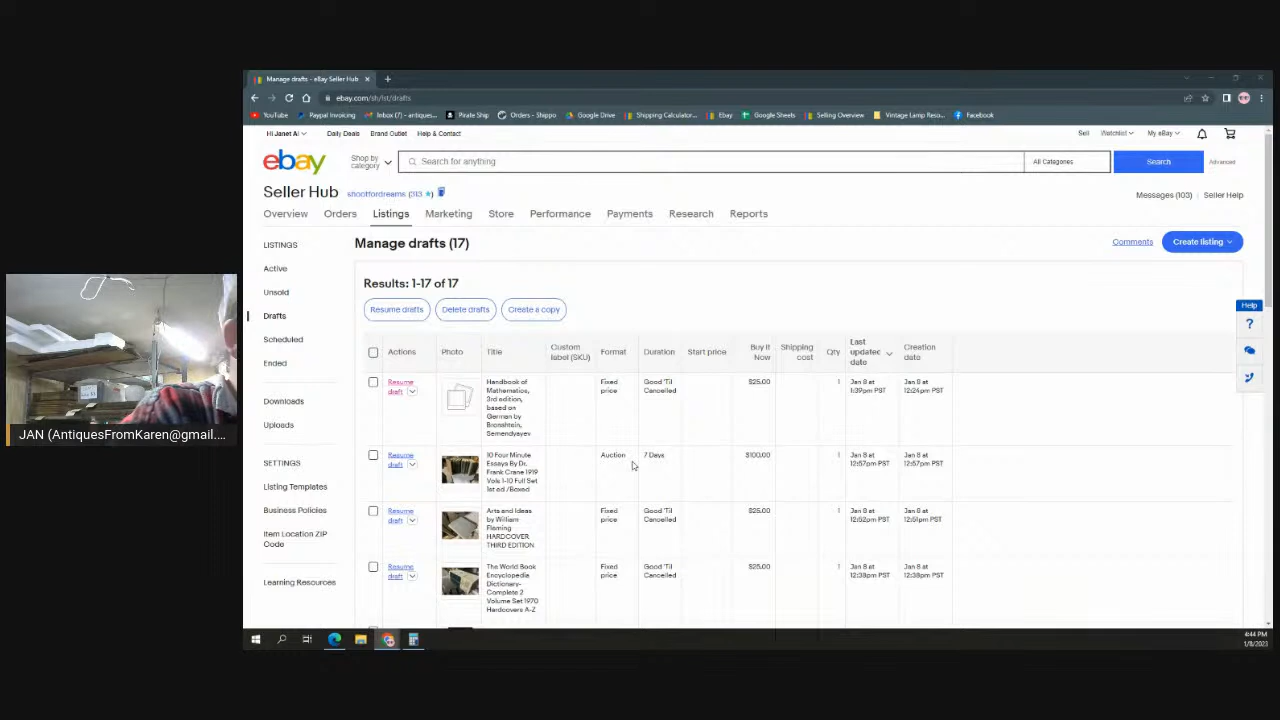 Manage drafts - eBay Seller Hub
ebay.com/sh/lst/drafts
YouTube Paypal Invoicing Inbox (7) - antiques... Pirate Ship Orders - Shippo Google Drive Shipping Calculator... Ebay Google Sheets Selling Overview Vintage Lamp Reso... Facebook
Hi Janet A! Daily Deals Brand Outlet Help & Contact Sell Watchlist My eBay
ebay Shop by category Search for anything All Categories Search Advanced
Seller Hub shootfordreams (313 ★) Messages (103) Seller Help
Overview Orders Listings Marketing Store Performance Payments Research Reports
LISTINGS
Active
Unsold
Drafts
Scheduled
Ended
Downloads
Uploads
SETTINGS
Listing Templates
Business Policies
Item Location ZIP
Code
Learning Resources
Manage drafts (17) Comments Create listing
Results: 1-17 of 17
Resume drafts Delete drafts Create a copy
Actions Photo Title Custom label (SKU) Format Duration Start price Buy it Now Shipping cost Qty Last updated date Creation date
Resume draft
Handbook of
Mathematics,
3rd edition,
based on
German by
Bronshtein,
Semendyayev
Fixed price Good 'Til Cancelled $25.00 1 Jan 8 at 1:39pm PST Jan 8 at 12:24pm PST
Resume draft
10 Four Minute
Essays By Dr.
Frank Crane 1919
Vols 1-10 Full Set
1st ed /Boxed
Auction 7 Days $100.00 1 Jan 8 at 12:57pm PST Jan 8 at 12:57pm PST
Resume draft
Arts and Ideas
by William
Fleming
HARDCOVER
THIRD EDITION
Fixed price Good 'Til Cancelled $25.00 1 Jan 8 at 12:52pm PST Jan 8 at 12:51pm PST
Resume draft
The World Book
Encyclopedia
Dictionary-
Complete 2
Volume Set 1970
Hardcovers A-Z
Fixed price Good 'Til Cancelled $25.00 1 Jan 8 at 12:38pm PST Jan 8 at 12:38pm PST
Help
?
JAN (AntiquesFromKaren@gmail....
4:44 PM
1/8/2023